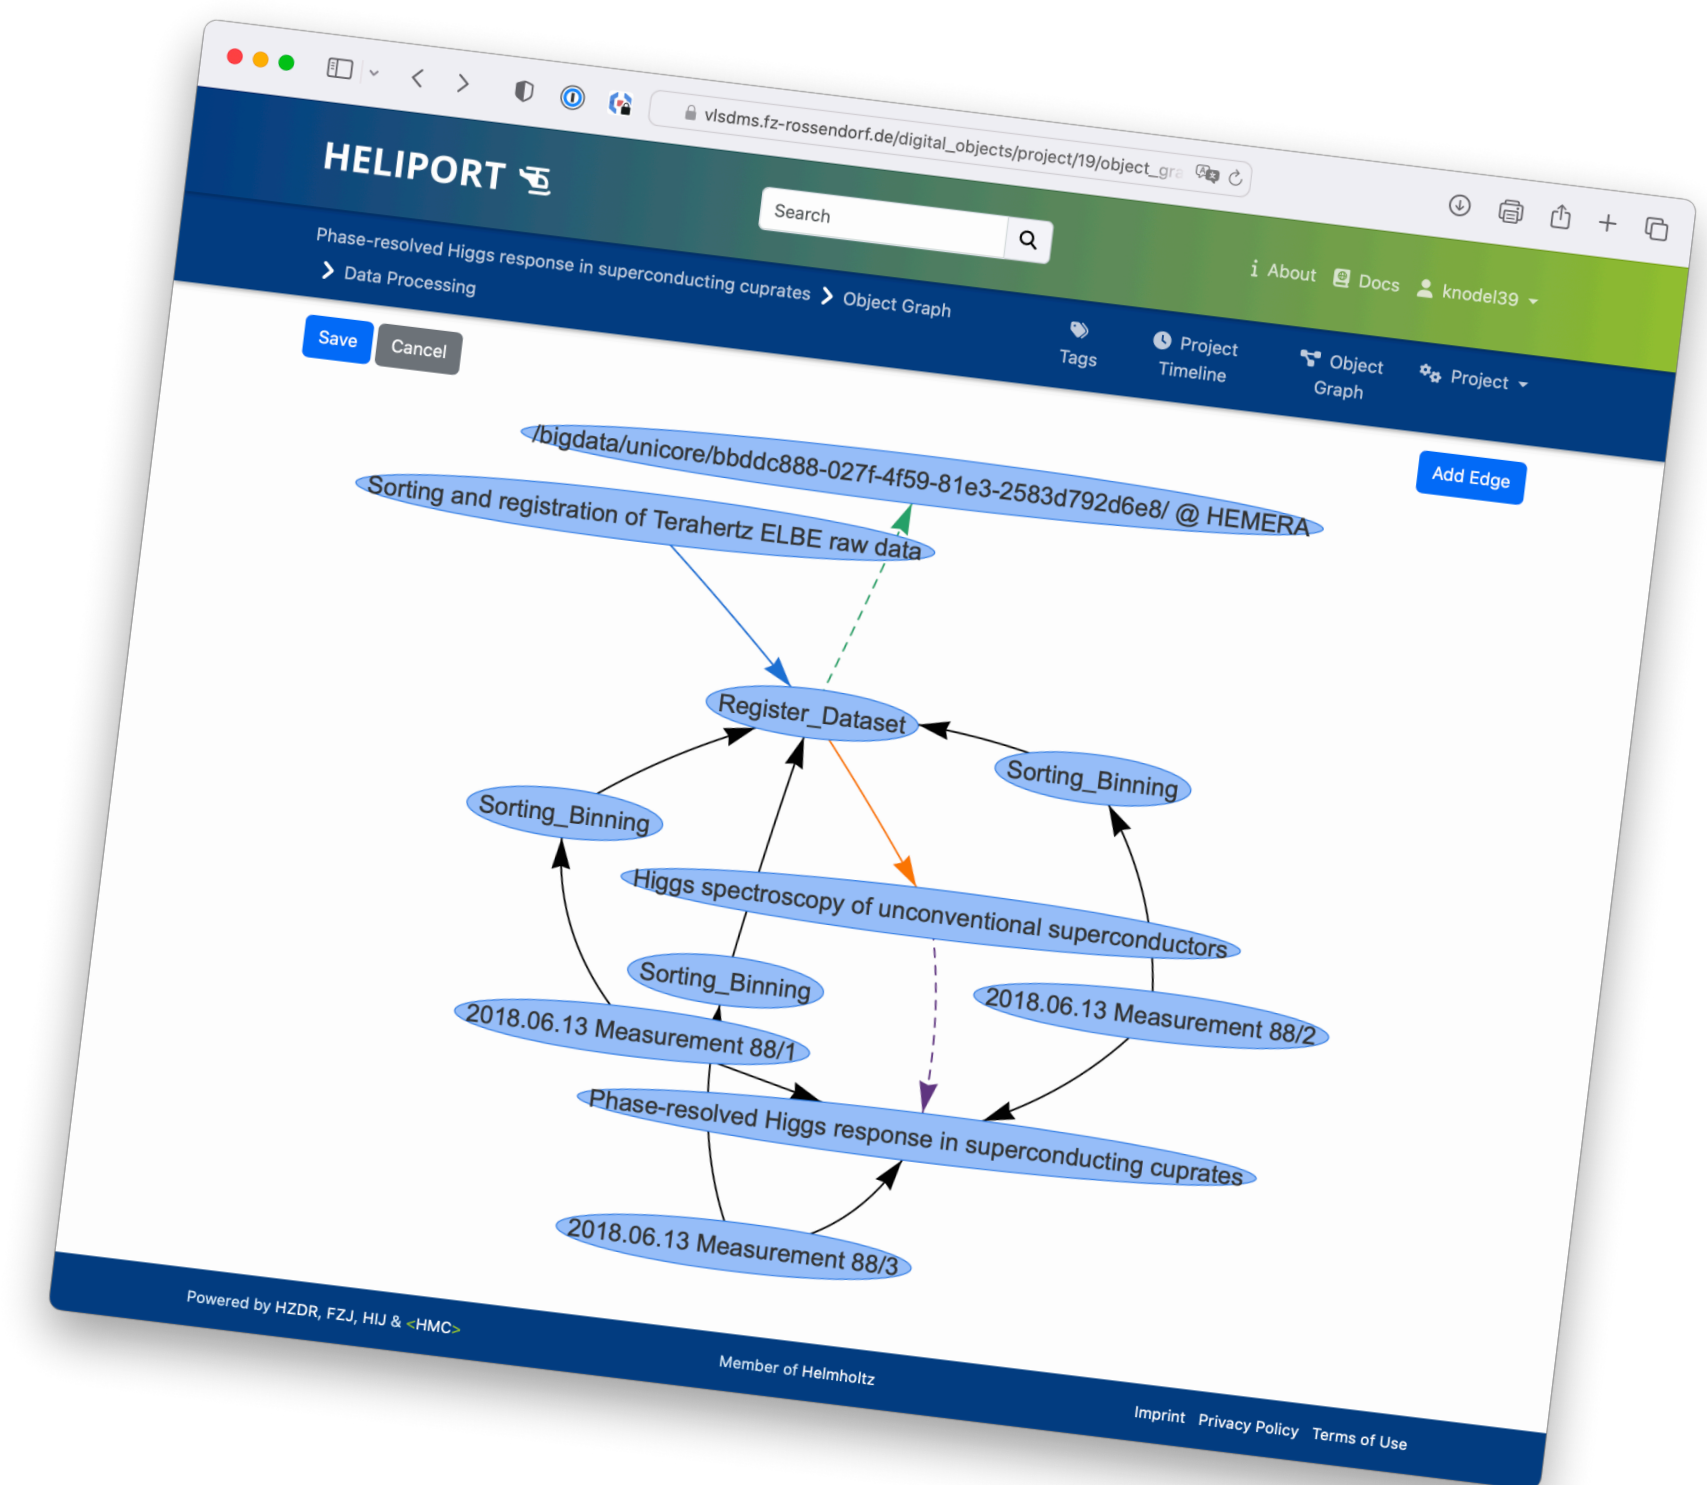 vlsdms.fz-rossendorf.de/digital_objects/project/19/object_gra
HELIPORT
Search
About
Docs
knodel39
Phase-resolved Higgs response in superconducting cuprates
Object Graph
Data Processing
Tags
Project
Timeline
Object
Graph
Project
Save
Cancel
Add Edge
/bigdata/unicore/bbddc888-027f-4f59-81e3-2583d792d6e8/ @ HEMERA
Sorting and registration of Terahertz ELBE raw data
Register_Dataset
Sorting_Binning
Sorting_Binning
Higgs spectroscopy of unconventional superconductors
Sorting_Binning
2018.06.13 Measurement 88/2
2018.06.13 Measurement 88/1
Phase-resolved Higgs response in superconducting cuprates
2018.06.13 Measurement 88/3
Powered by HZDR, FZJ, HIJ & <HMC>
Member of Helmholtz
Imprint Privacy Policy Terms of Use